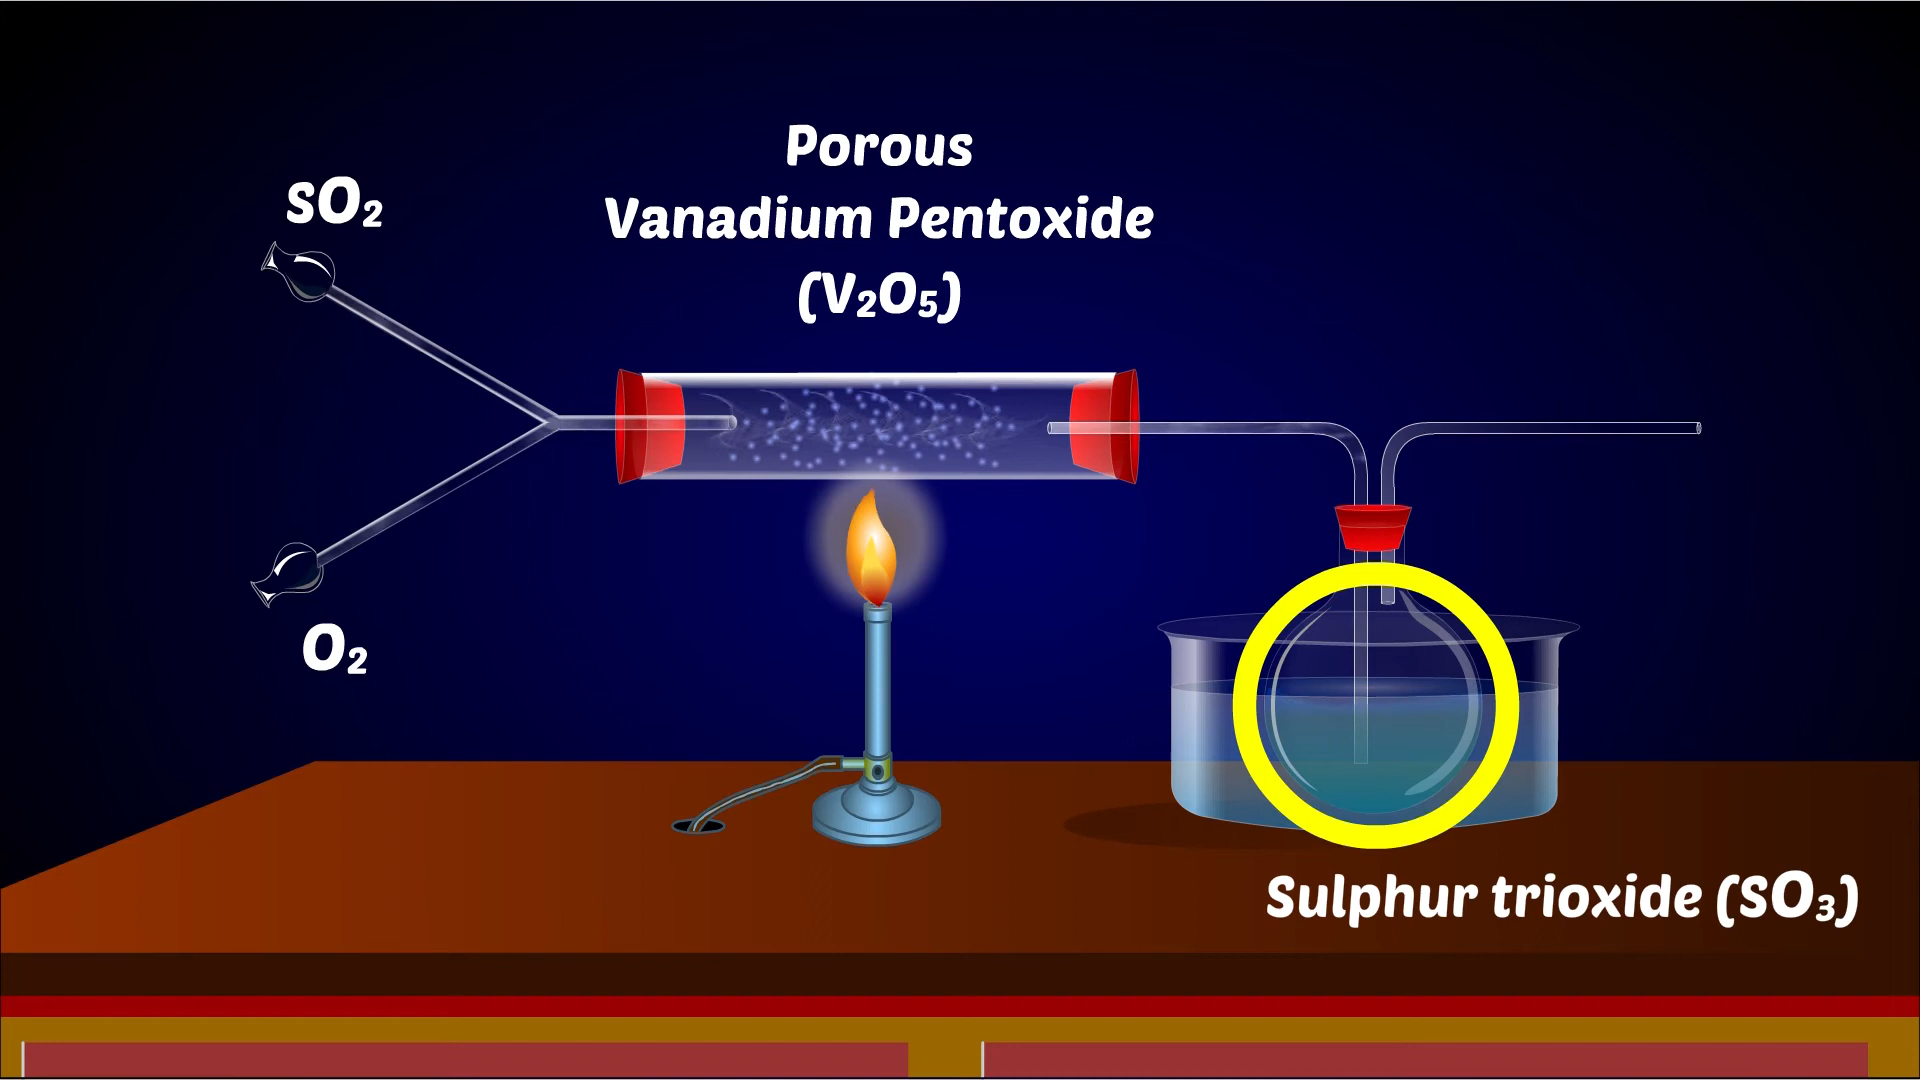 Porous
Vanadium Pentoxide
(V₂O₅)
SO₂
O₂
Sulphur trioxide (SO₃)